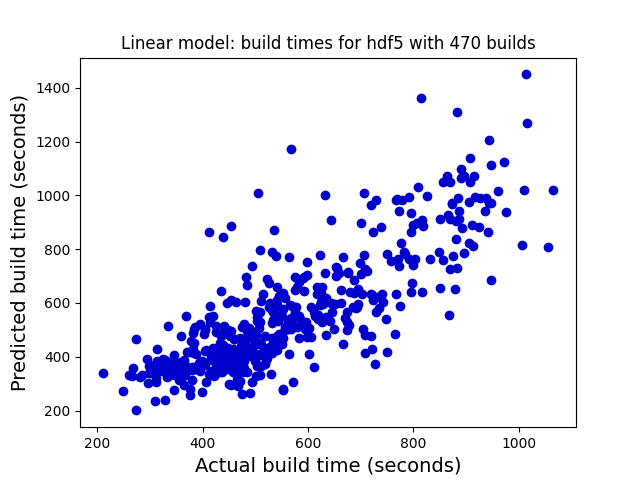 Linear model: build times for hdf5 with 470 builds
Predicted build time (seconds)
1400
1200
1000
800
600
400
200
200 400 600 800 1000
Actual build time (seconds)